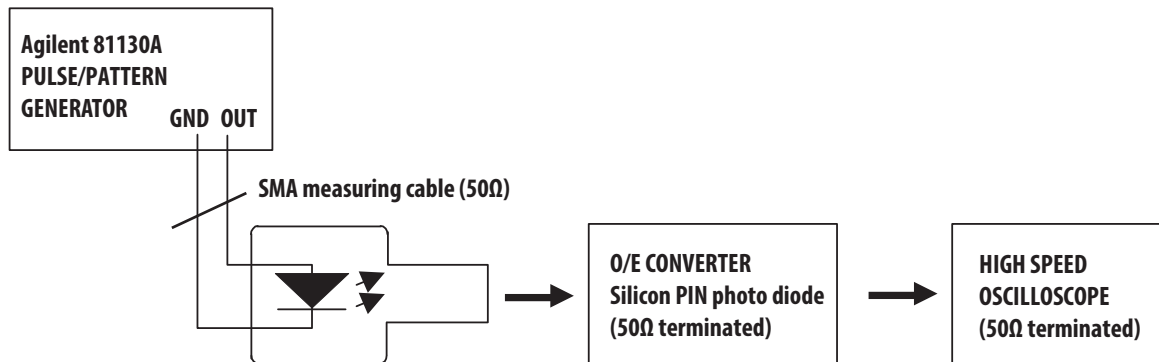 Agilent 81130A
PULSE/PATTERN
GENERATOR
GND OUT
SMA measuring cable (50Ω)
O/E CONVERTER
Silicon PIN photo diode
(50Ω terminated)
HIGH SPEED
OSCILLOSCOPE
(50Ω terminated)